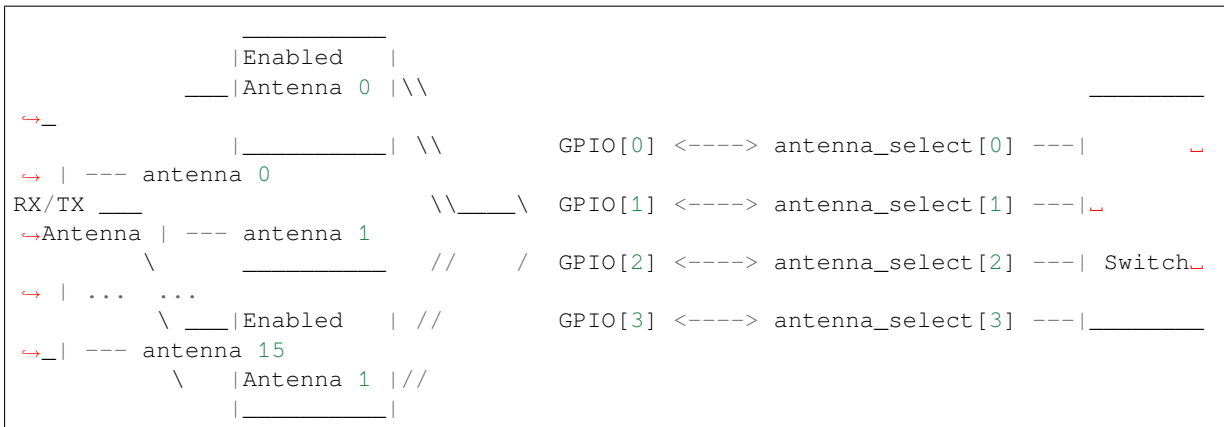 ___________
|Enabled   |
___|Antenna 0 |\\                                                   _________
↪_
|___________| \\      GPIO[0] <----> antenna_select[0] ---|        ␣
↪ | --- antenna 0
RX/TX ___                      \\____\  GPIO[1] <----> antenna_select[1] ---|␣
↪Antenna | --- antenna 1
\      ___________   //    /  GPIO[2] <----> antenna_select[2] ---| Switch␣
↪ | ...  ...
\ ___|Enabled   | //        GPIO[3] <----> antenna_select[3] ---|_________
↪_| --- antenna 15
\   |Antenna 1 |//
|___________|